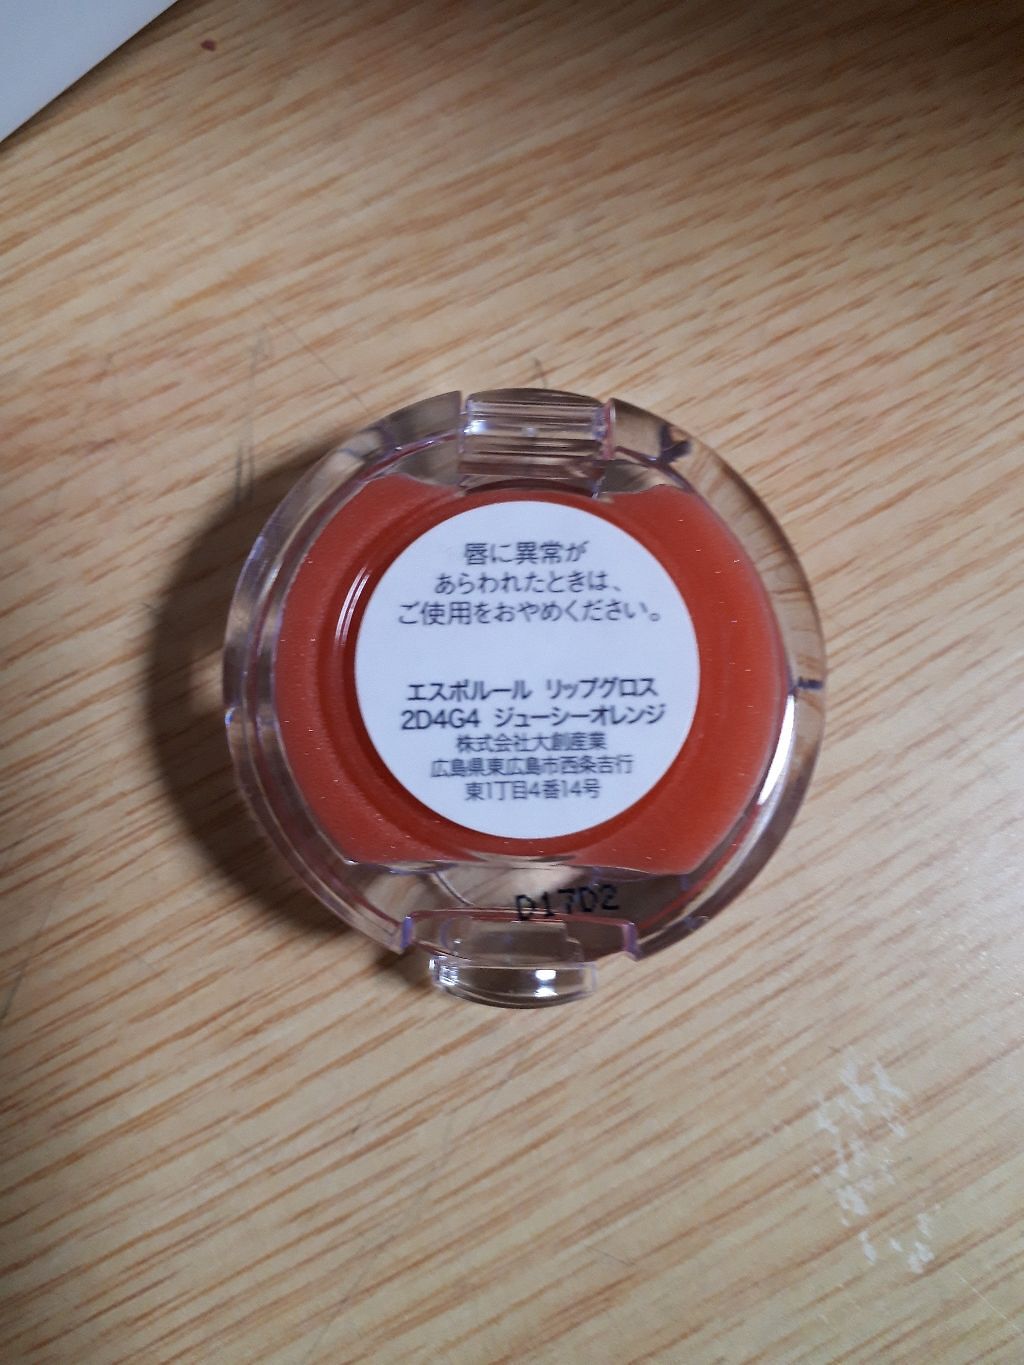 唇に異常が
あらわれたときは、
ご使用をおやめください。
エスポルール リップグロス
2D4G4 ジューシーオレンジ
株式会社大創産業
広島県東広島市西条吉行
東1丁目4番14号
D17D2